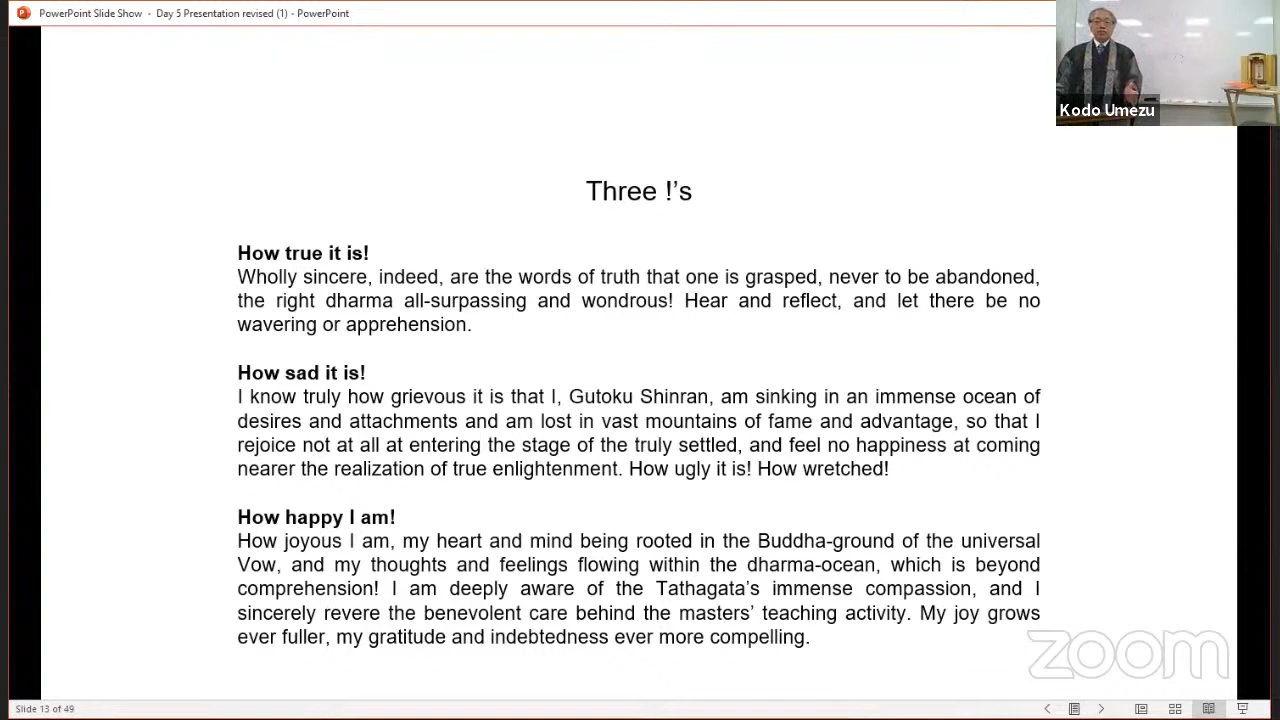 PowerPoint Slide Show - Day 5 Presentation revised (1) - PowerPoint
Kodo Umezu
Three !'s
How true it is!
Wholly sincere, indeed, are the words of truth that one is grasped, never to be abandoned,
the right dharma all-surpassing and wondrous! Hear and reflect, and let there be no
wavering or apprehension.
How sad it is!
I know truly how grievous it is that I, Gutoku Shinran, am sinking in an immense ocean of
desires and attachments and am lost in vast mountains of fame and advantage, so that I
rejoice not at all at entering the stage of the truly settled, and feel no happiness at coming
nearer the realization of true enlightenment. How ugly it is! How wretched!
How happy I am!
How joyous I am, my heart and mind being rooted in the Buddha-ground of the universal
Vow, and my thoughts and feelings flowing within the dharma-ocean, which is beyond
comprehension! I am deeply aware of the Tathagata's immense compassion, and I
sincerely revere the benevolent care behind the masters' teaching activity. My joy grows
ever fuller, my gratitude and indebtedness ever more compelling.
zoom
Slide 13 of 49